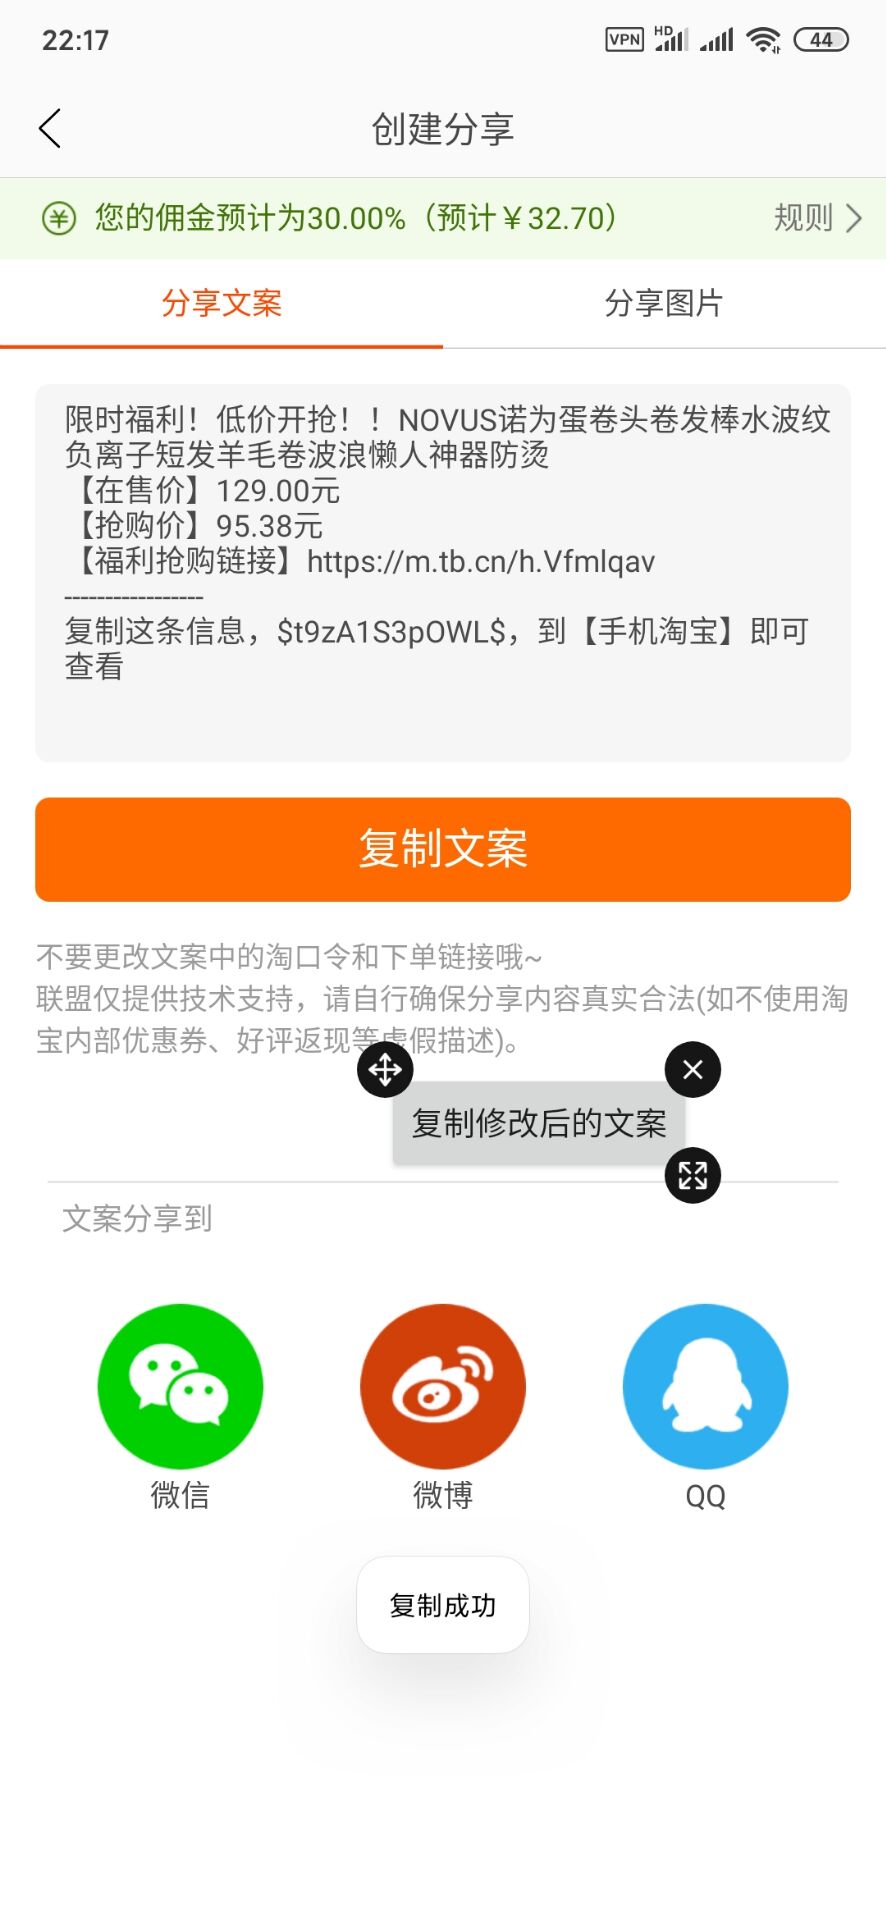 22:17
VPN HD 44
创建分享
您的佣金预计为30.00%（预计￥32.70） 规则
分享文案 分享图片
限时福利！低价开抢！！NOVUS诺为蛋卷头卷发棒水波纹
负离子短发羊毛卷波浪懒人神器防烫
【在售价】129.00元
【抢购价】95.38元
【福利抢购链接】https://m.tb.cn/h.Vfmlqav
-----------------
复制这条信息，$t9zA1S3pOWL$，到【手机淘宝】即可
查看
复制文案
不要更改文案中的淘口令和下单链接哦~
联盟仅提供技术支持，请自行确保分享内容真实合法(如不使用淘
宝内部优惠券、好评返现等虚假描述)。
复制修改后的文案
文案分享到
微信 微博 QQ
复制成功